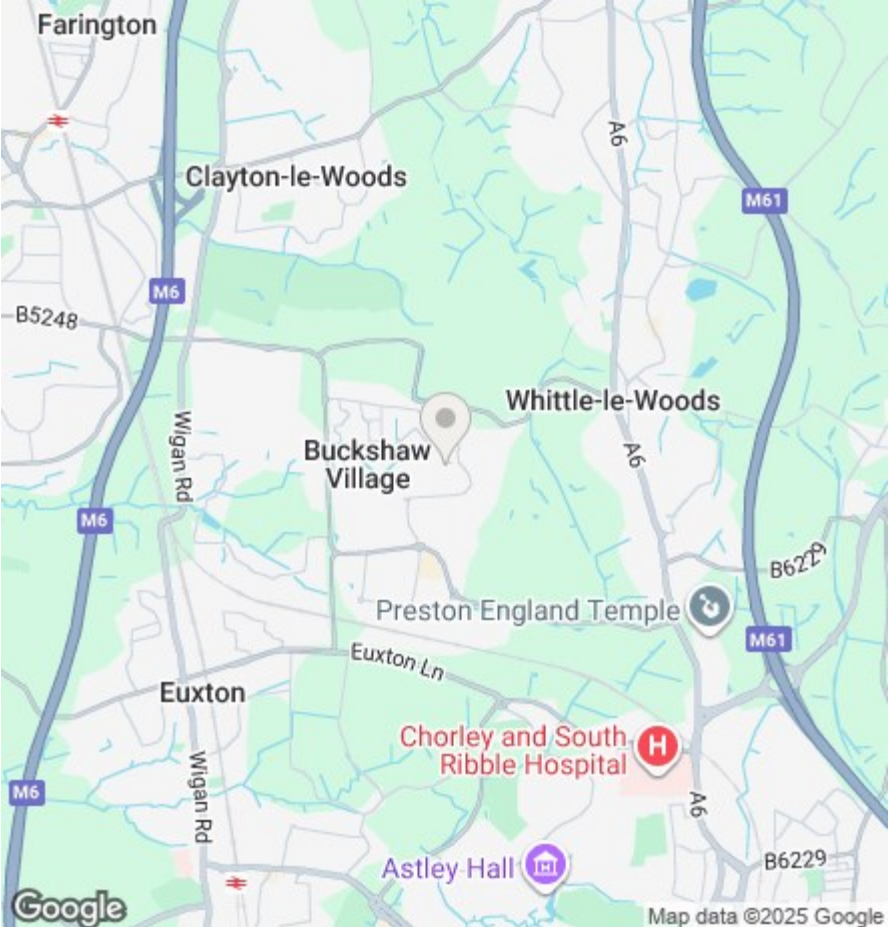 Farington
A6
Clayton-le-Woods
M61
M6
B5248
Whittle-le-Woods
Wigan Rd
A6
Buckshaw
Village
M6
B6229
Preston England Temple
M61
Euxton Ln
Euxton
Chorley and South
Ribble Hospital
H
Wigan Rd
M6
A6
B6229
Astley Hall
Google
Map data ©2025 Google